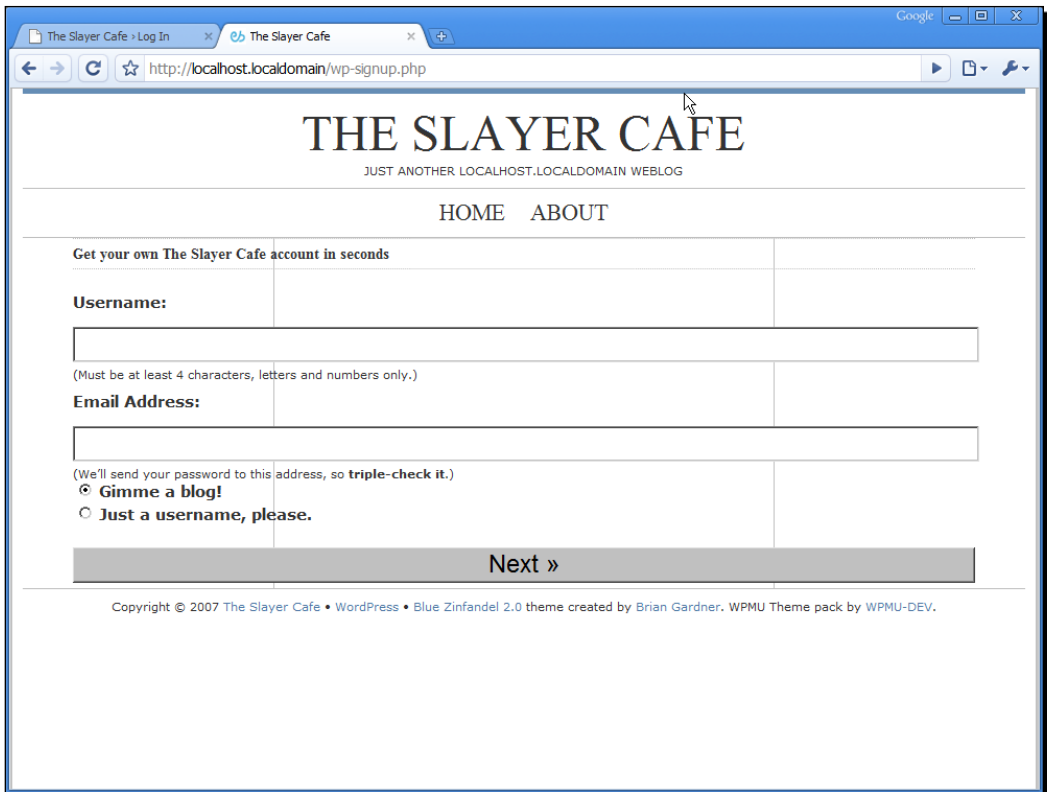 Google
The Slayer Cafe › Log In
The Slayer Cafe
http://localhost.localdomain/wp-signup.php
THE SLAYER CAFE
JUST ANOTHER LOCALHOST.LOCALDOMAIN WEBLOG
HOME ABOUT
Get your own The Slayer Cafe account in seconds
Username:
(Must be at least 4 characters, letters and numbers only.)
Email Address:
(We'll send your password to this address, so triple-check it.)
Gimme a blog!
Just a username, please.
Next »
Copyright © 2007 The Slayer Cafe • WordPress • Blue Zinfandel 2.0 theme created by Brian Gardner. WPMU Theme pack by WPMU-DEV.